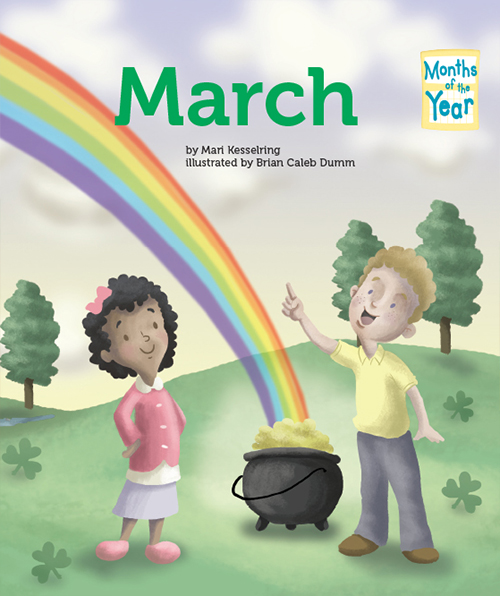 March
by Mari Kesselring
illustrated by Brian Caleb Dumm
Months
of the
Year